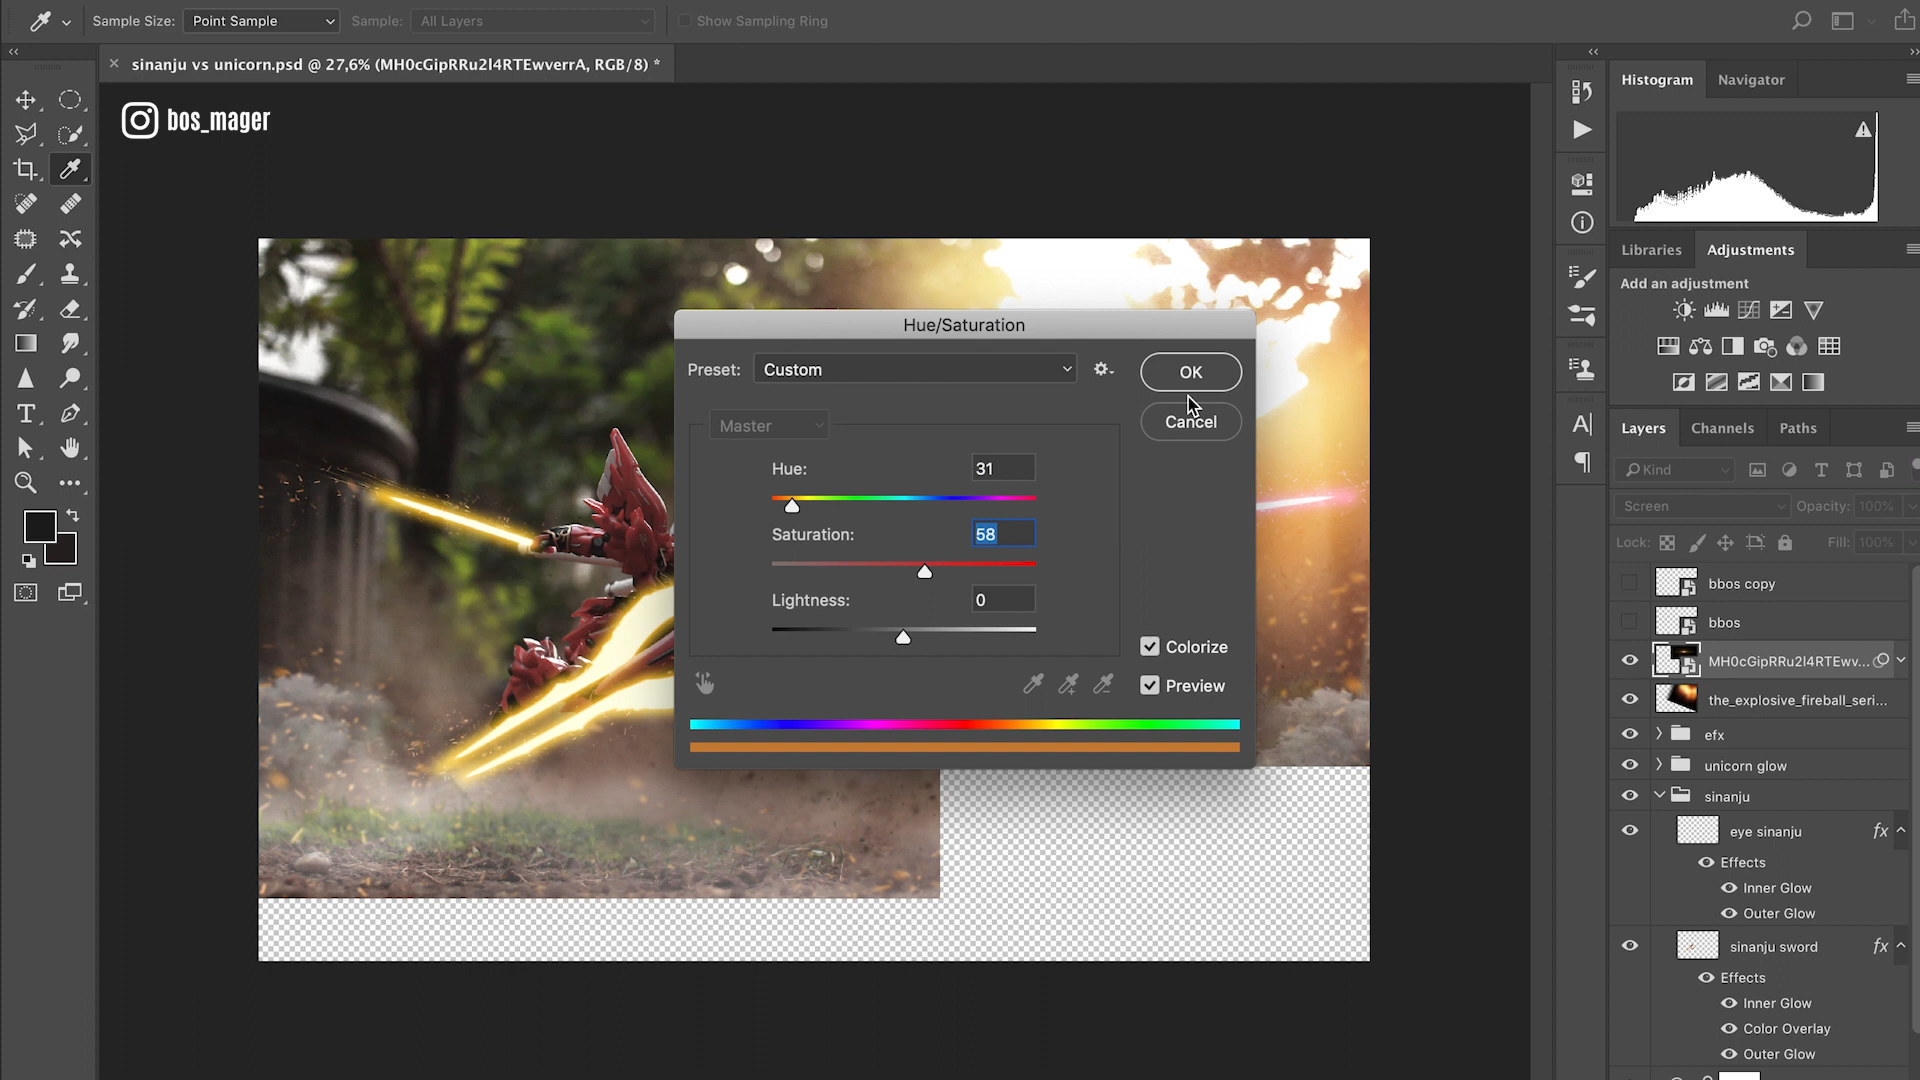 Sample Size: Point Sample Sample: All Layers Show Sampling Ring
sinanju vs unicorn.psd @ 27,6% (MH0cGipRRu2l4RTEwverrA, RGB/8) *
bos_mager
Hue/Saturation
Preset: Custom
OK
Cancel
Master
Hue: 31
Saturation: 58
Lightness: 0
Colorize
Preview
Histogram Navigator
Libraries Adjustments
Add an adjustment
Layers Channels Paths
Kind
Screen Opacity: 100%
Lock: Fill: 100%
bbos copy
bbos
MH0cGipRRu2l4RTEwv...
the_explosive_fireball_seri...
efx
unicorn glow
sinanju
eye sinanju fx
Effects
Inner Glow
Outer Glow
sinanju sword fx
Effects
Inner Glow
Color Overlay
Outer Glow